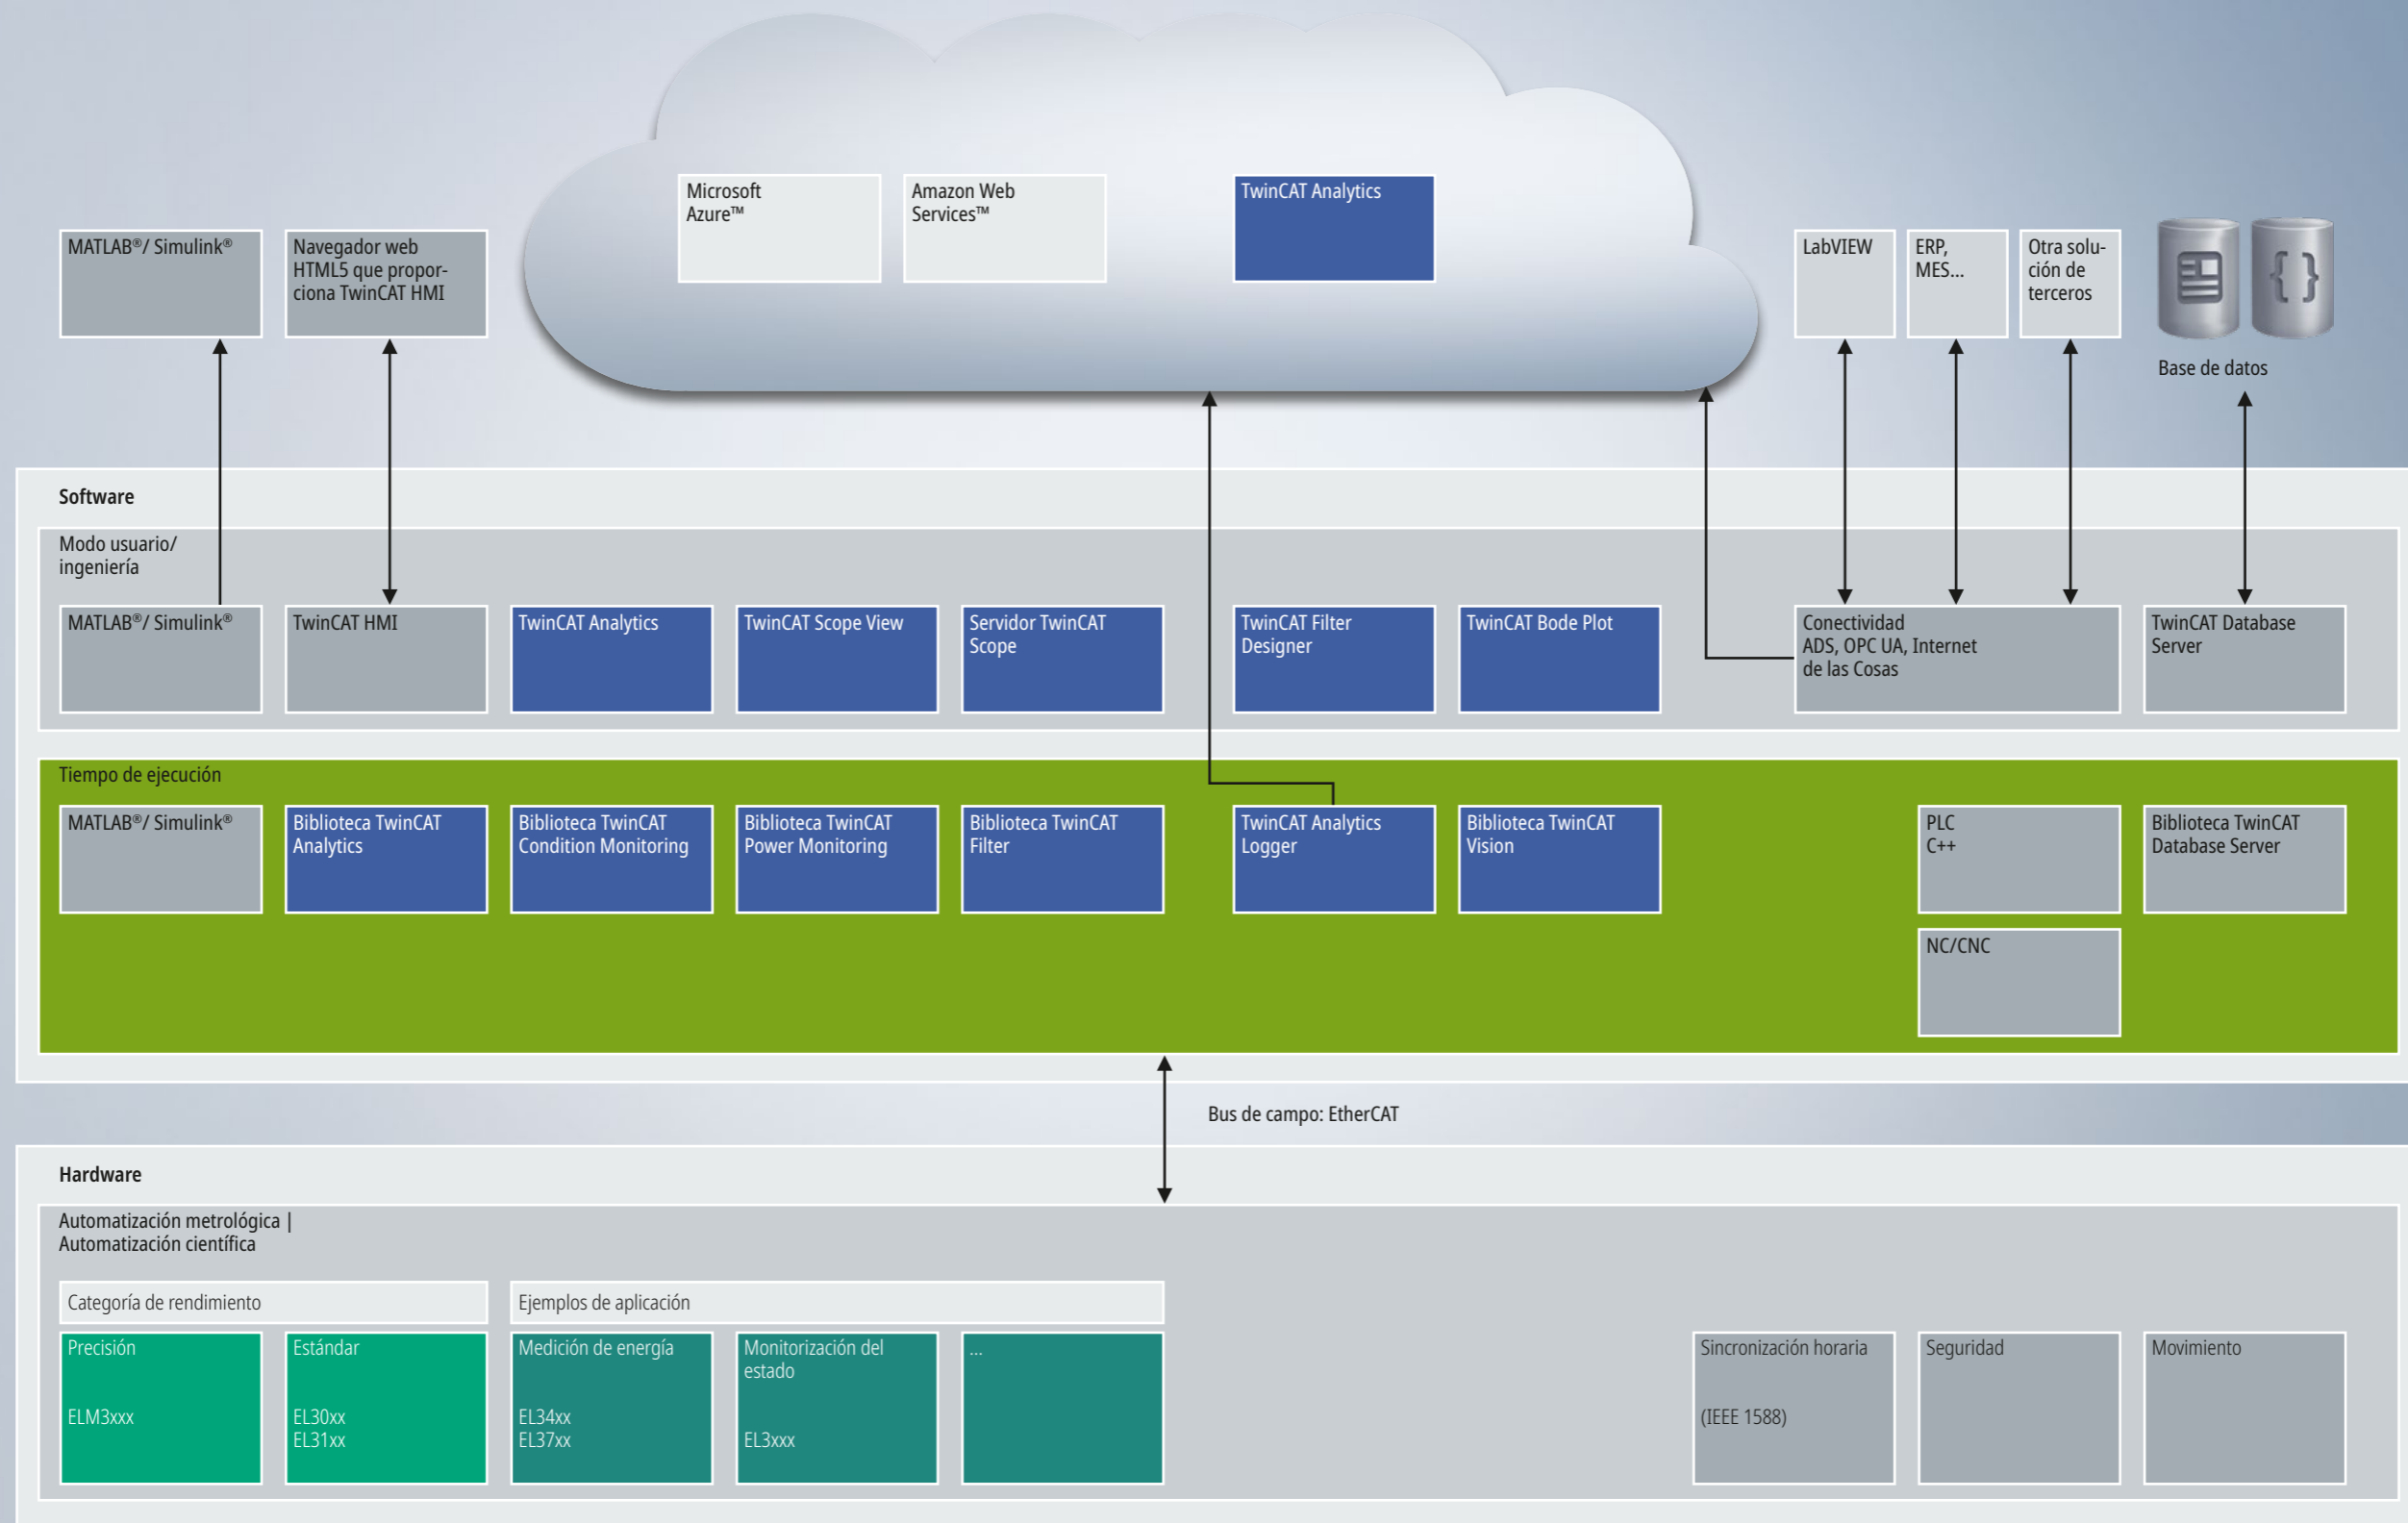 Microsoft
Azure™
Amazon Web
Services™
TwinCAT Analytics
MATLAB®/ Simulink®
Navegador web
HTML5 que propor-
ciona TwinCAT HMI
LabVIEW
ERP,
MES...
Otra solu-
ción de
terceros
{ }
Base de datos
Software
Modo usuario/
ingeniería
MATLAB®/ Simulink®
TwinCAT HMI
TwinCAT Analytics
TwinCAT Scope View
Servidor TwinCAT
Scope
TwinCAT Filter
Designer
TwinCAT Bode Plot
Conectividad
ADS, OPC UA, Internet
de las Cosas
TwinCAT Database
Server
Tiempo de ejecución
MATLAB®/ Simulink®
Biblioteca TwinCAT
Analytics
Biblioteca TwinCAT
Condition Monitoring
Biblioteca TwinCAT
Power Monitoring
Biblioteca TwinCAT
Filter
TwinCAT Analytics
Logger
Biblioteca TwinCAT
Vision
PLC
C++
Biblioteca TwinCAT
Database Server
NC/CNC
Bus de campo: EtherCAT
Hardware
Automatización metrológica |
Automatización científica
Categoría de rendimiento
Ejemplos de aplicación
Precisión
ELM3xxx
Estándar
EL30xx
EL31xx
Medición de energía
EL34xx
EL37xx
Monitorización del
estado
EL3xxx
...
Sincronización horaria
(IEEE 1588)
Seguridad
Movimiento